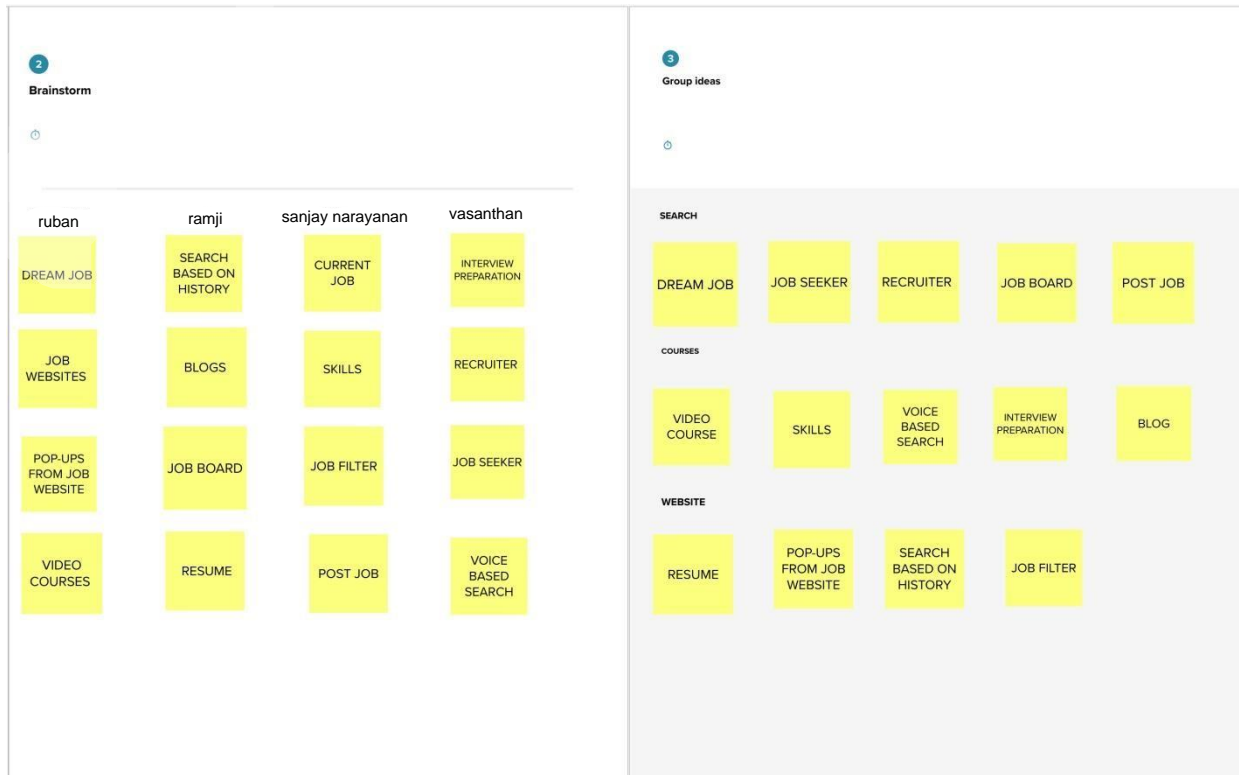 2
Brainstorm
ruban
ramji
sanjay narayanan
vasanthan
DREAM JOB
SEARCH
BASED ON
HISTORY
CURRENT
JOB
INTERVIEW
PREPARATION
JOB
WEBSITES
BLOGS
SKILLS
RECRUITER
POP-UPS
FROM JOB
WEBSITE
JOB BOARD
JOB FILTER
JOB SEEKER
VIDEO
COURSES
RESUME
POST JOB
VOICE
BASED
SEARCH
3
Group ideas
SEARCH
DREAM JOB
JOB SEEKER
RECRUITER
JOB BOARD
POST JOB
COURSES
VIDEO
COURSE
SKILLS
VOICE
BASED
SEARCH
INTERVIEW
PREPARATION
BLOG
WEBSITE
RESUME
POP-UPS
FROM JOB
WEBSITE
SEARCH
BASED ON
HISTORY
JOB FILTER